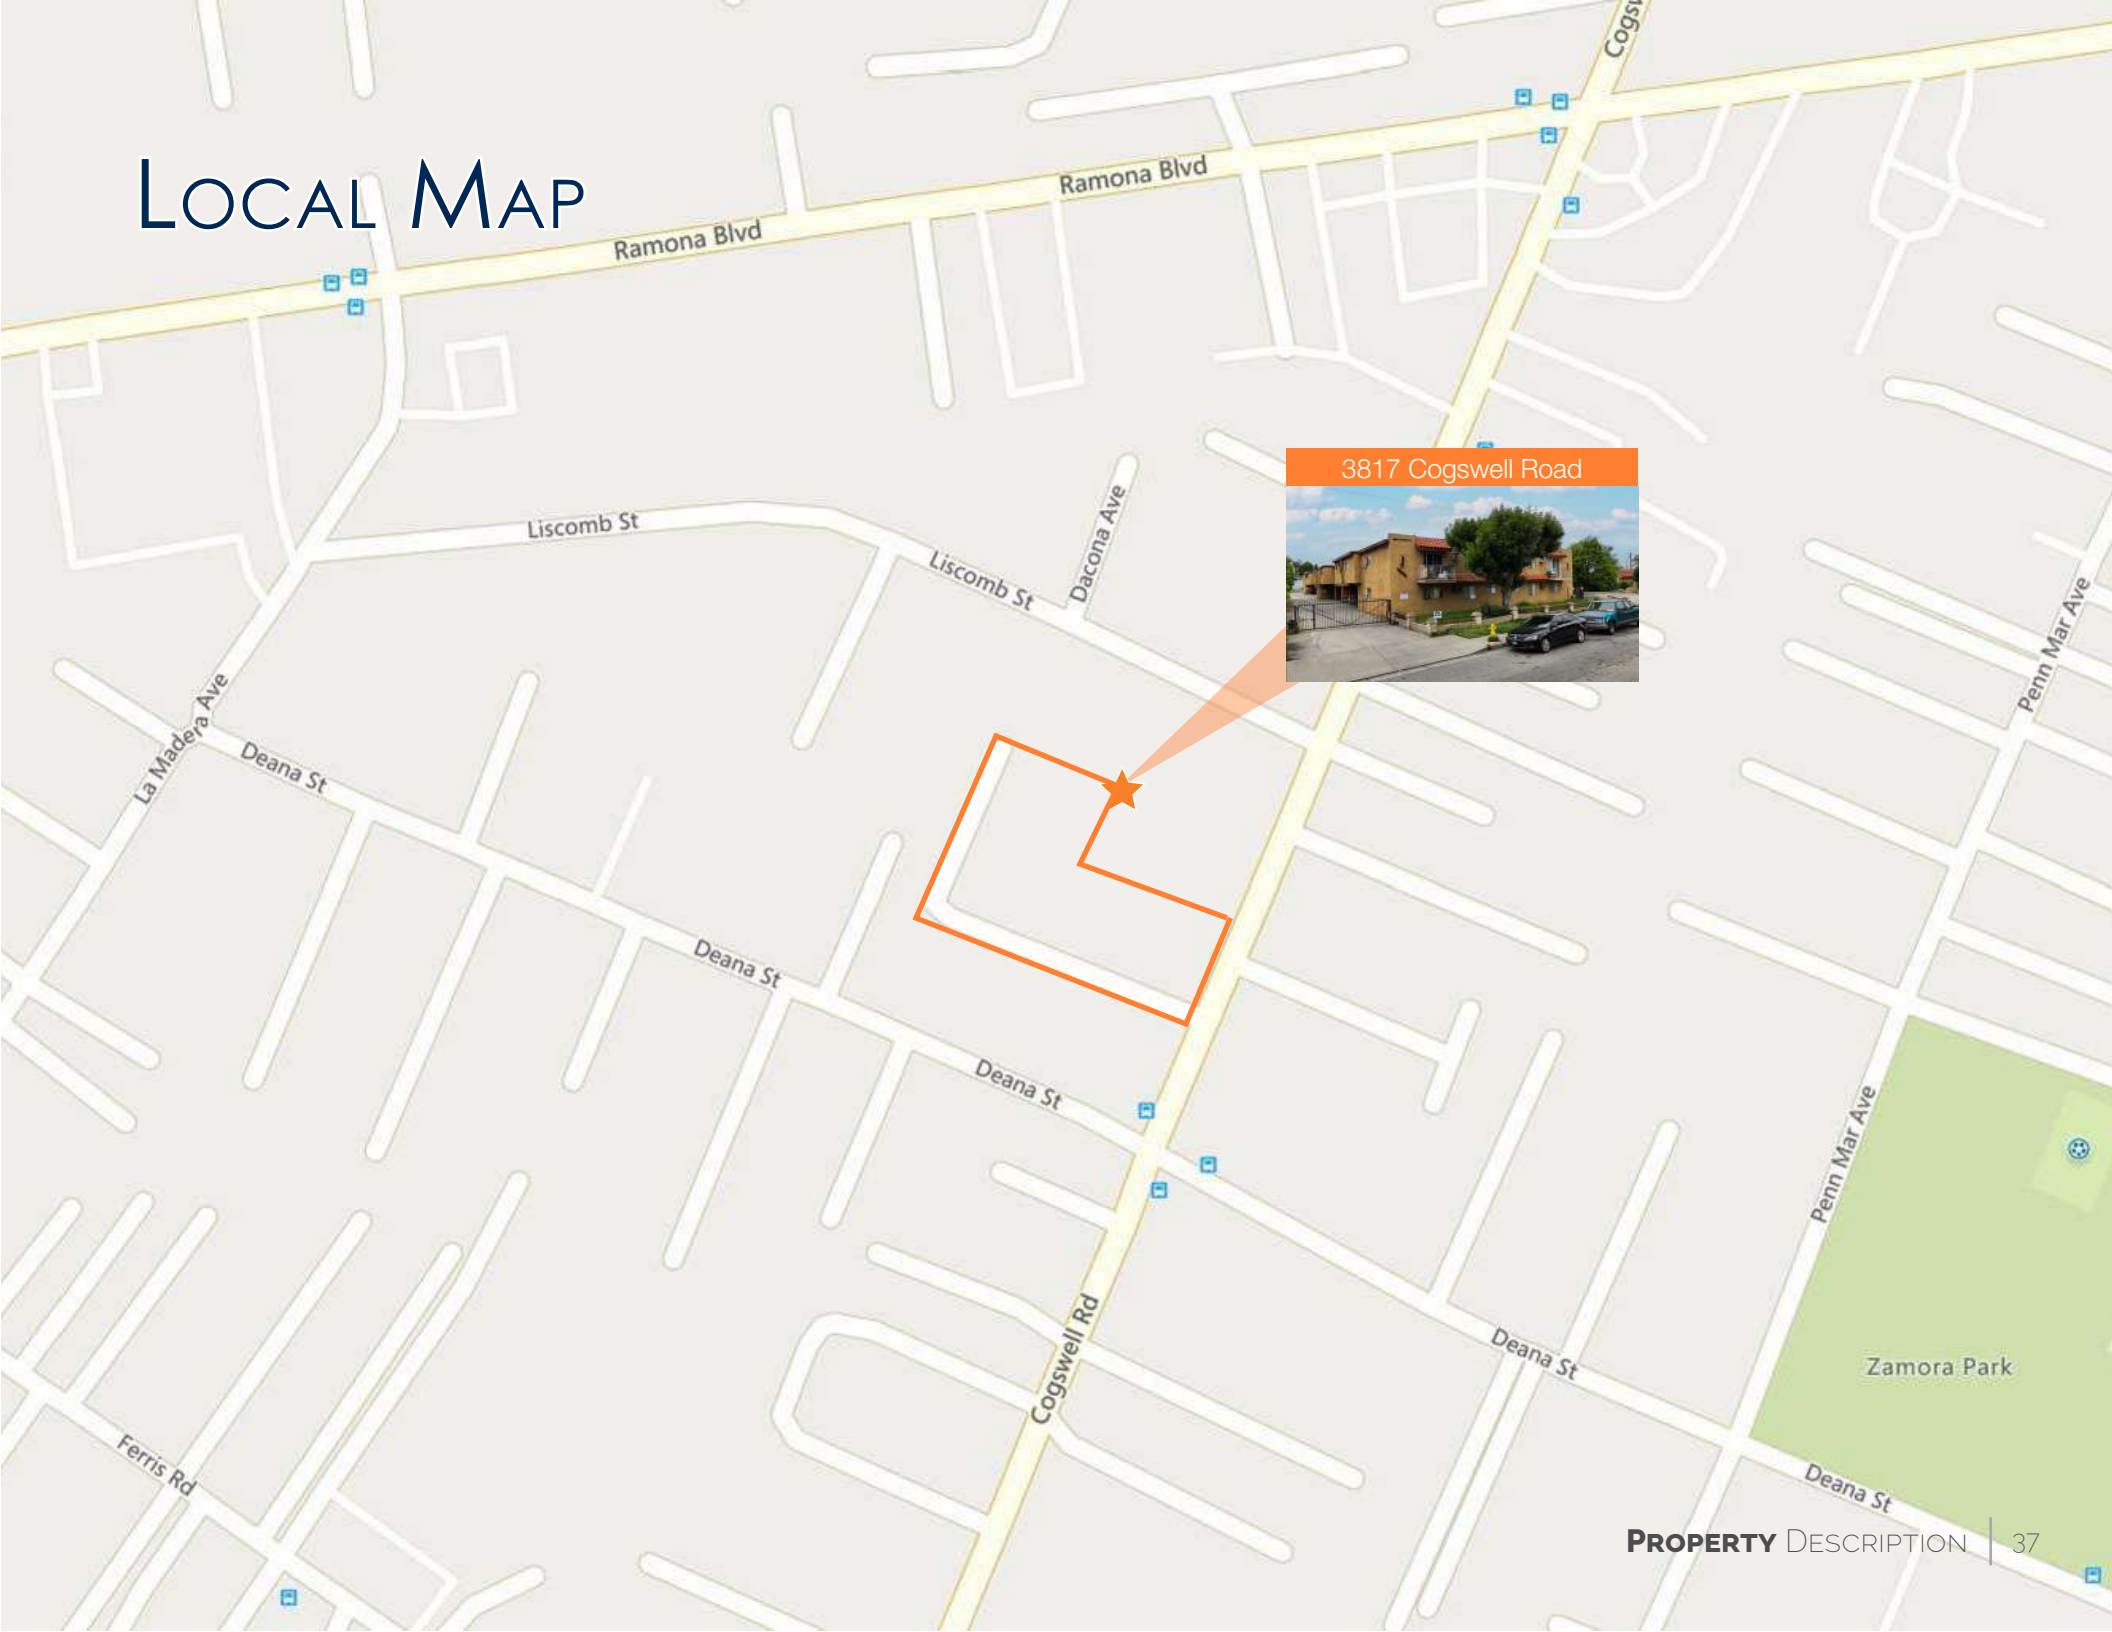 Cogsw
Ramona Blvd
LOCAL MAP
Ramona Blvd
3817 Cogswell Road
Liscomb St
Dacona Ave
Liscomb St
Penn Mar Ave
La Madera Ave
Deana St
Deana St
Deana St
Penn Mar Ave
Cogswell Rd
Deana St
Zamora Park
Ferris Rd
Deana St
PROPERTY DESCRIPTION | 37